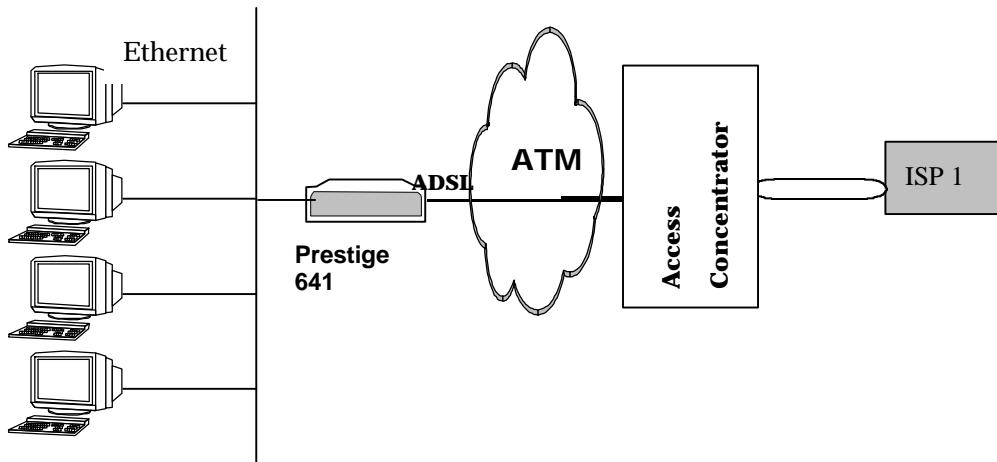 Ethernet
ADSL
Prestige
641
ATM
Access
Concentrator
ISP 1